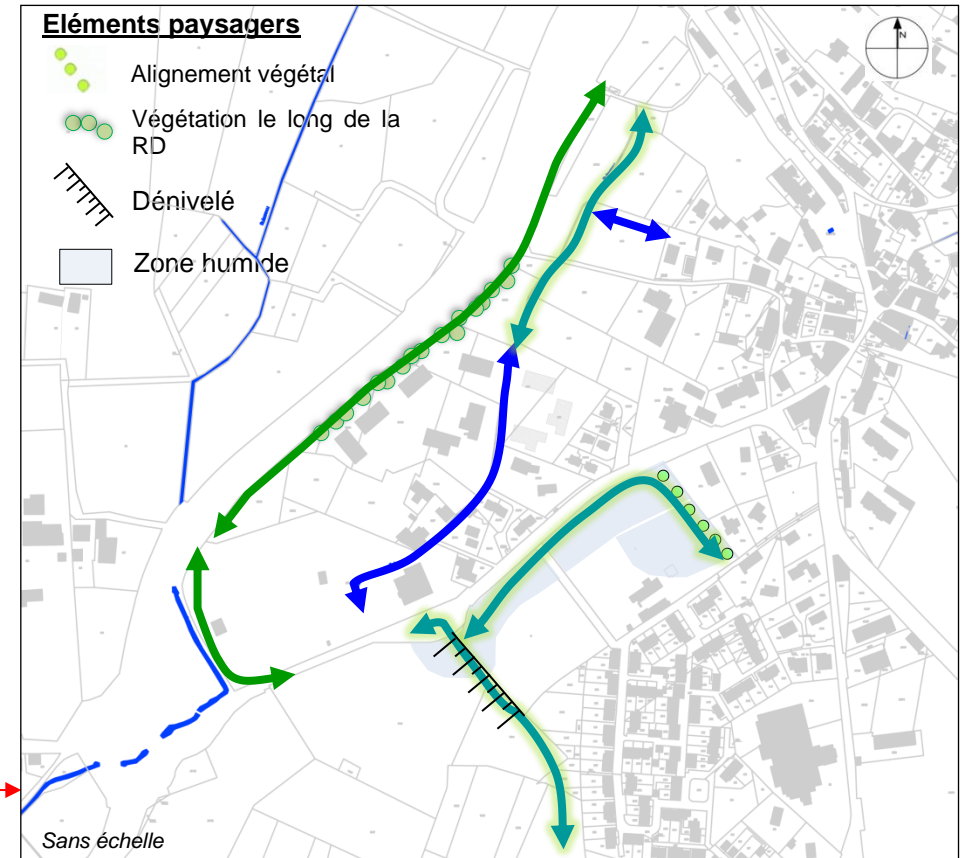 Eléments paysagers
N
Alignement végétal
Végétation le long de la
RD
Dénivelé
Zone humide
Sans échelle